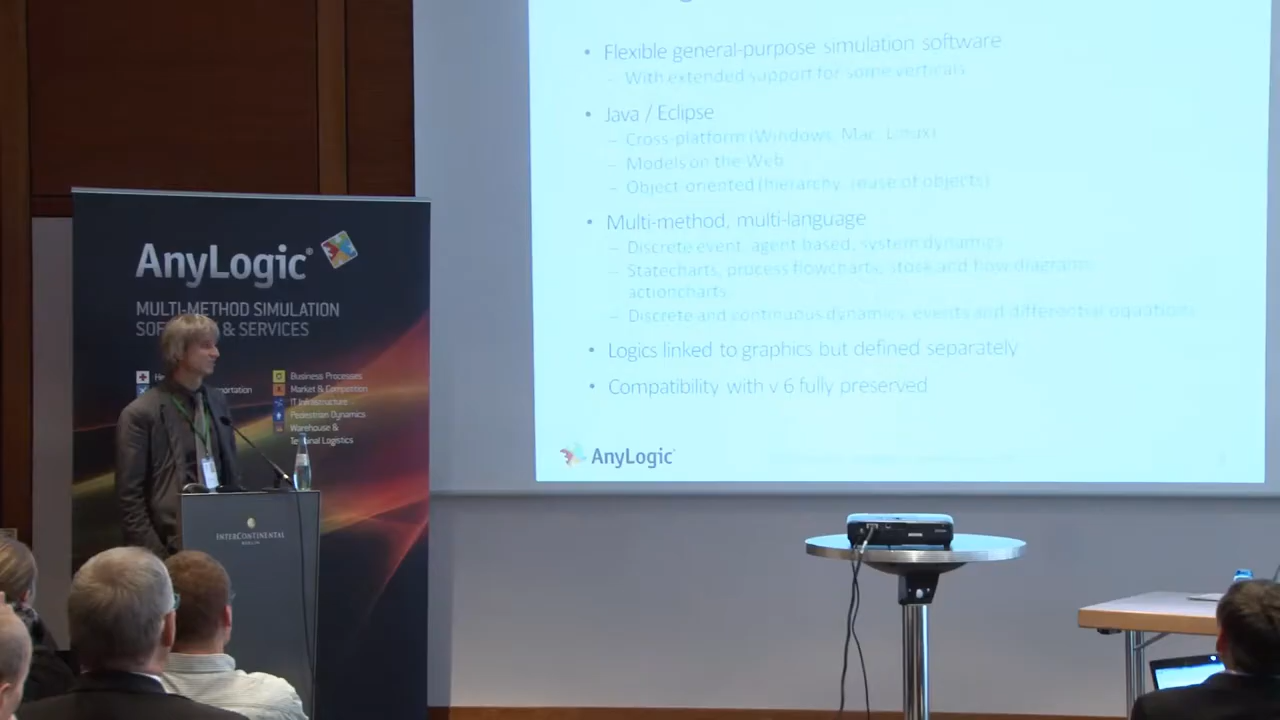 AnyLogic®
MULTI-METHOD SIMULATION
& SERVICES
Business Processes
Market & Competition
IT Infrastructure
Pedestrian Dynamics
Warehouse &
Terminal Logistics
INTERCONTINENTAL
• Flexible general-purpose simulation software
– With extended support for some verticals
• Java / Eclipse
– Cross-platform (Windows, Mac, Linux)
– Models on the Web
– Object-oriented (hierarchy, reuse of objects)
• Multi-method, multi-language
– Discrete event, agent based, system dynamics
– Statecharts, process flowcharts, stock and flow diagrams,
actioncharts
– Discrete and continuous dynamics, events and differential equations
• Logics linked to graphics but defined separately
• Compatibility with v 6 fully preserved
AnyLogic